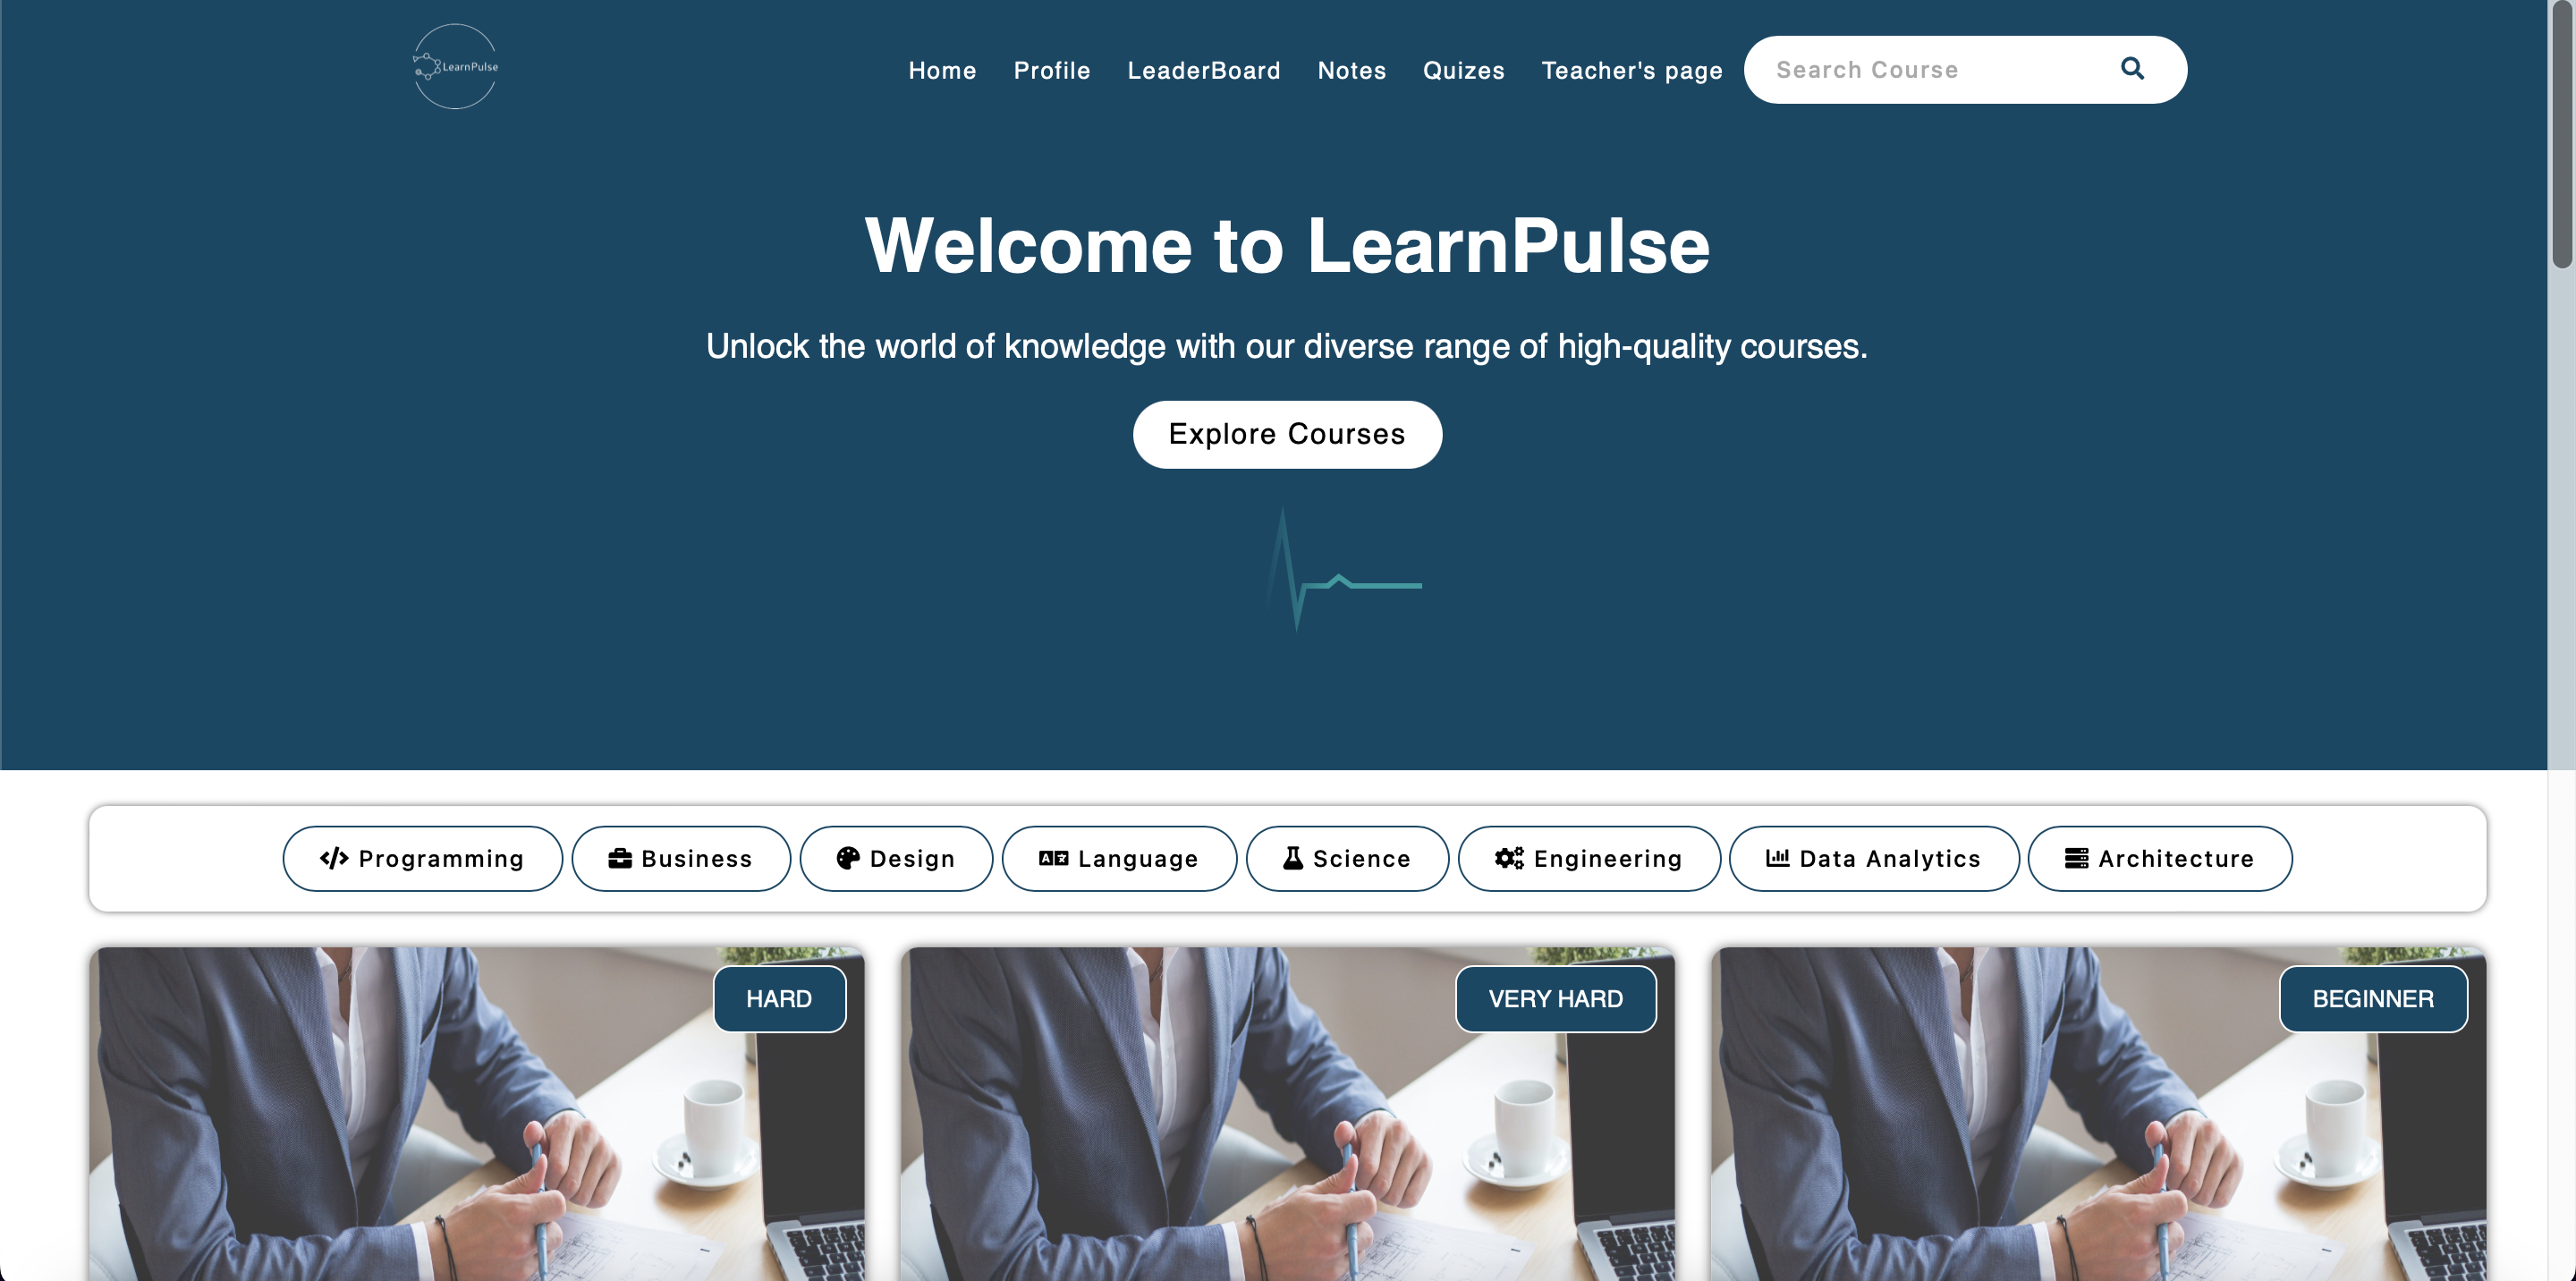 LearnPulse
Home Profile LeaderBoard Notes Quizes Teacher's page Search Course
Welcome to LearnPulse
Unlock the world of knowledge with our diverse range of high-quality courses.
Explore Courses
Programming Business Design Language Science Engineering Data Analytics Architecture
HARD VERY HARD BEGINNER